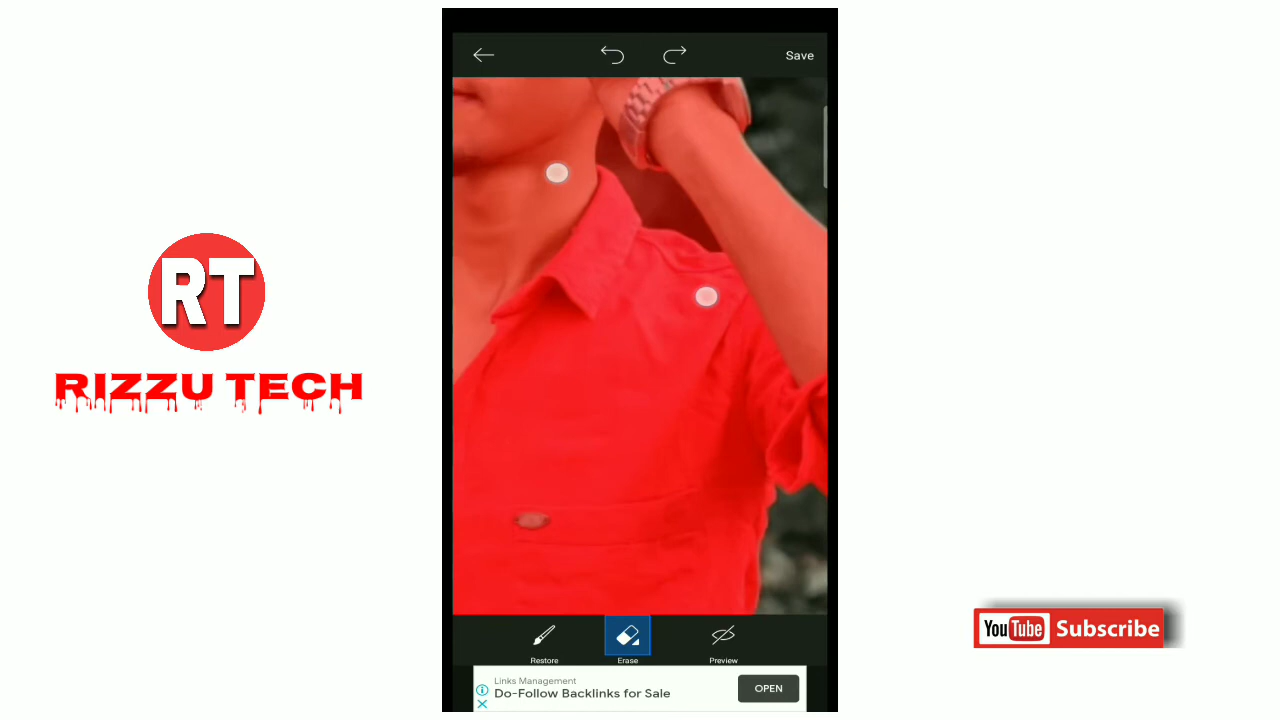 Save
RT
RIZZU TECH
YouTube Subscribe
Restore
Erase
Preview
Links Management
Do-Follow Backlinks for Sale
OPEN